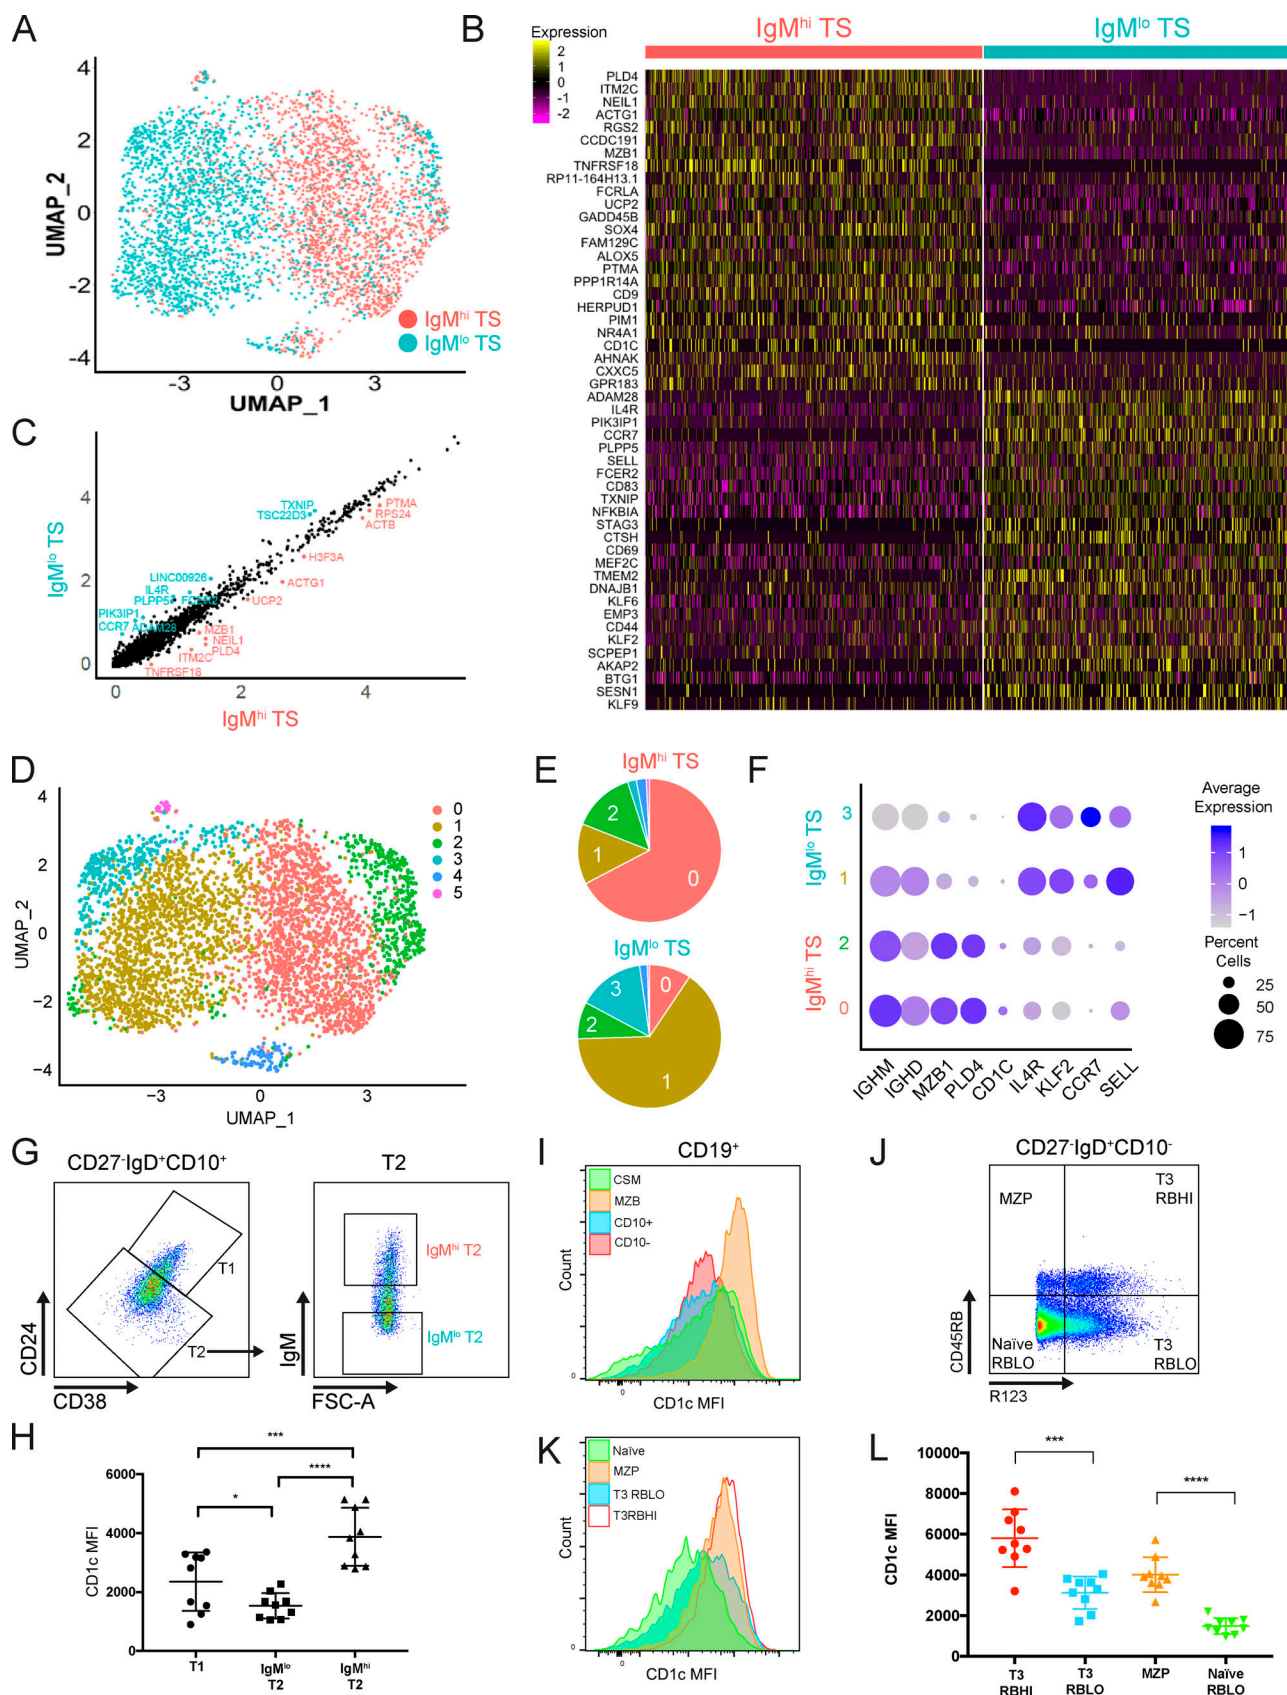 A
4
2
0
-2
-4
UMAP_2
-3
0
3
UMAP_1
IgMhi TS
IgMlo TS
B
Expression
2
1
0
-1
-2
IgMhi TS
IgMlo TS
PLD4
ITM2C
NEIL1
ACTG1
RGS2
CCDC191
MZB1
TNFRSF18
RP11-164H13.1
FCRLA
UCP2
GADD45B
SOX4
FAM129C
ALOX5
PTMA
PPP1R14A
CD9
HERPUD1
PIM1
NR4A1
CD1C
AHNAK
CXXC5
GPR183
ADAM28
IL4R
PIK3IP1
CCR7
PLPP5
SELL
FCER2
CD83
TXNIP
NFKBIA
STAG3
CTSH
CD69
MEF2C
TMEM2
DNAJB1
KLF6
EMP3
CD44
KLF2
SCPEP1
AKAP2
BTG1
SESN1
KLF9
C
IgMlo TS
4
2
0
TXNIP
TSC22D3
PTMA
RPS24
ACTB
H3F3A
LINC00926
ACTG1
IL4R
PLPP5
UCP2
PIK3IP1
CCR7
ADAM28
MZB1
NEIL1
PLD4
ITM2C
TNFRSF18
0
2
4
IgMhi TS
D
4
2
0
-2
-4
UMAP_2
-3
0
3
UMAP_1
0
1
2
3
4
5
E
IgMhi TS
2
1
0
IgMlo TS
3
0
2
1
F
IgMlo TS
3
1
IgMhi TS
2
0
IGHM
IGHD
MZB1
PLD4
CD1C
IL4R
KLF2
CCR7
SELL
Average
Expression
1
0
-1
Percent
Cells
25
50
75
G
CD27-IgD+CD10+
T1
T2
CD24
CD38
T2
IgMhi T2
IgMlo T2
IgM
FSC-A
H
***
****
*
6000
4000
2000
0
CD1c MFI
T1
IgMlo
T2
IgMhi
T2
I
CD19+
CSM
MZB
CD10+
CD10-
Count
0
0
CD1c MFI
J
CD27-IgD+CD10-
MZP
T3
RBHI
Naïve
RBLO
T3
RBLO
CD45RB
R123
K
Naïve
MZP
T3 RBLO
T3RBHI
Count
0
0
CD1c MFI
L
10000
8000
6000
4000
2000
0
CD1c MFI
***
****
T3
RBHI
T3
RBLO
MZP
Naïve
RBLO